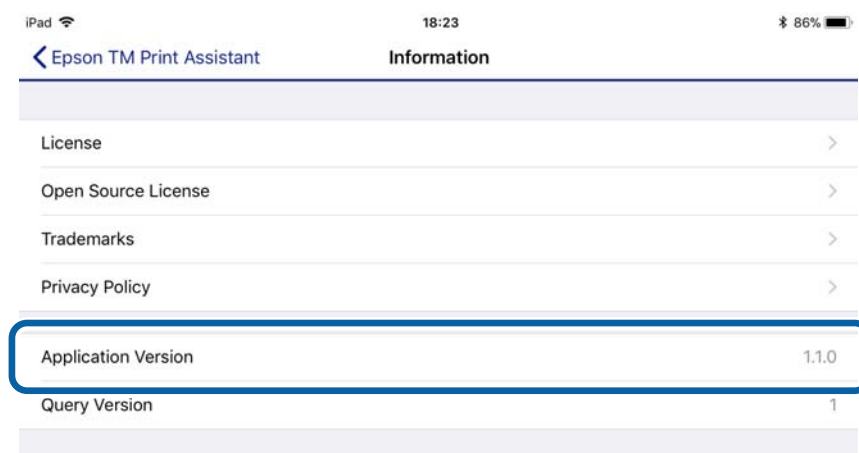 iPad 18:23 86%
Epson TM Print Assistant Information
License
Open Source License
Trademarks
Privacy Policy
Application Version 1.1.0
Query Version 1